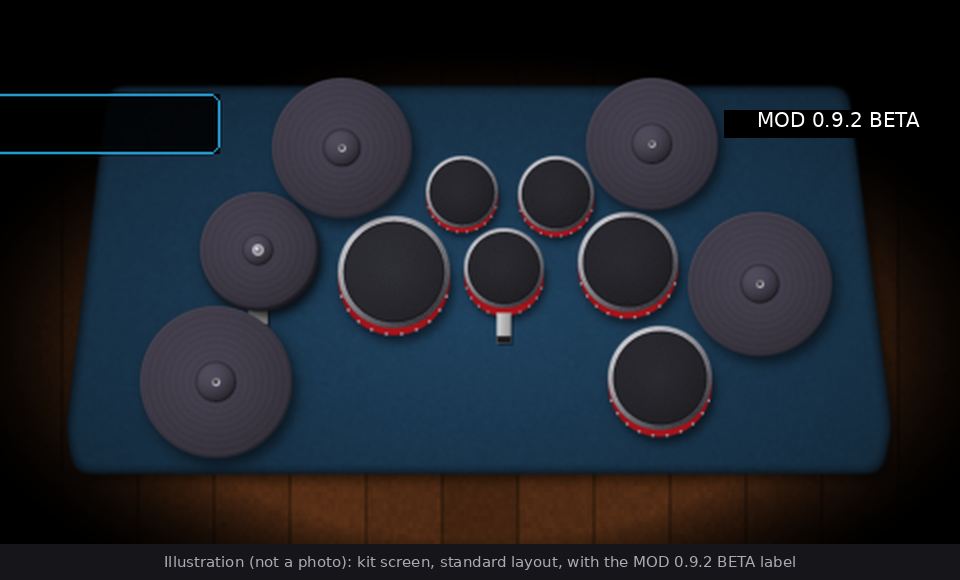 MOD 0.9.2 BETA
Illustration (not a photo): kit screen, standard layout, with the MOD 0.9.2 BETA label